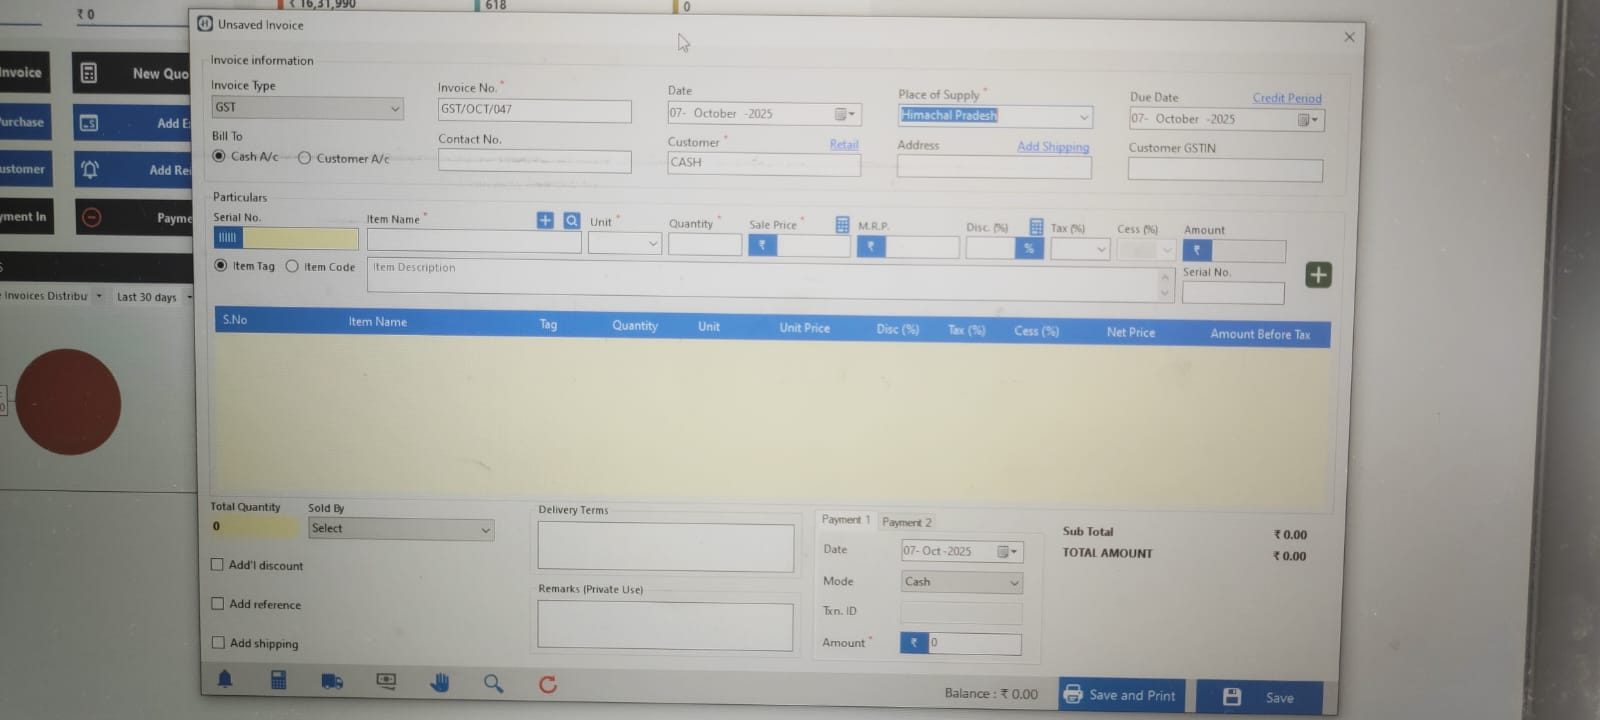 ₹ 0
₹ 16,31,990
618
0
Unsaved Invoice
Invoice information
Invoice Type
Invoice No. *
Date
Place of Supply *
Due Date
Credit Period
GST
GST/OCT/047
07- October -2025
Himachal Pradesh
07- October -2025
Bill To
Contact No.
Customer *
Retail
Address
Add Shipping
Customer GSTIN
Cash A/c
Customer A/c
CASH
Particulars
Serial No.
Item Name *
Unit *
Quantity *
Sale Price *
M.R.P.
Disc. (%)
Tax (%)
Cess (%)
Amount
₹
₹
%
₹
Item Tag
Item Code
Item Description
Serial No.
S.No
Item Name
Tag
Quantity
Unit
Unit Price
Disc (%)
Tax (%)
Cess (%)
Net Price
Amount Before Tax
Total Quantity
Sold By
Delivery Terms
Payment 1
Payment 2
Sub Total
₹ 0.00
0
Select
Date
07- Oct -2025
TOTAL AMOUNT
₹ 0.00
Add'l discount
Mode
Cash
Remarks (Private Use)
Add reference
Txn. ID
Add shipping
Amount *
₹
0
Balance : ₹ 0.00
Save and Print
Save
nvoice
New Quo
urchase
Add E
ustomer
Add Rei
yment In
Payme
Invoices Distribu
Last 30 days